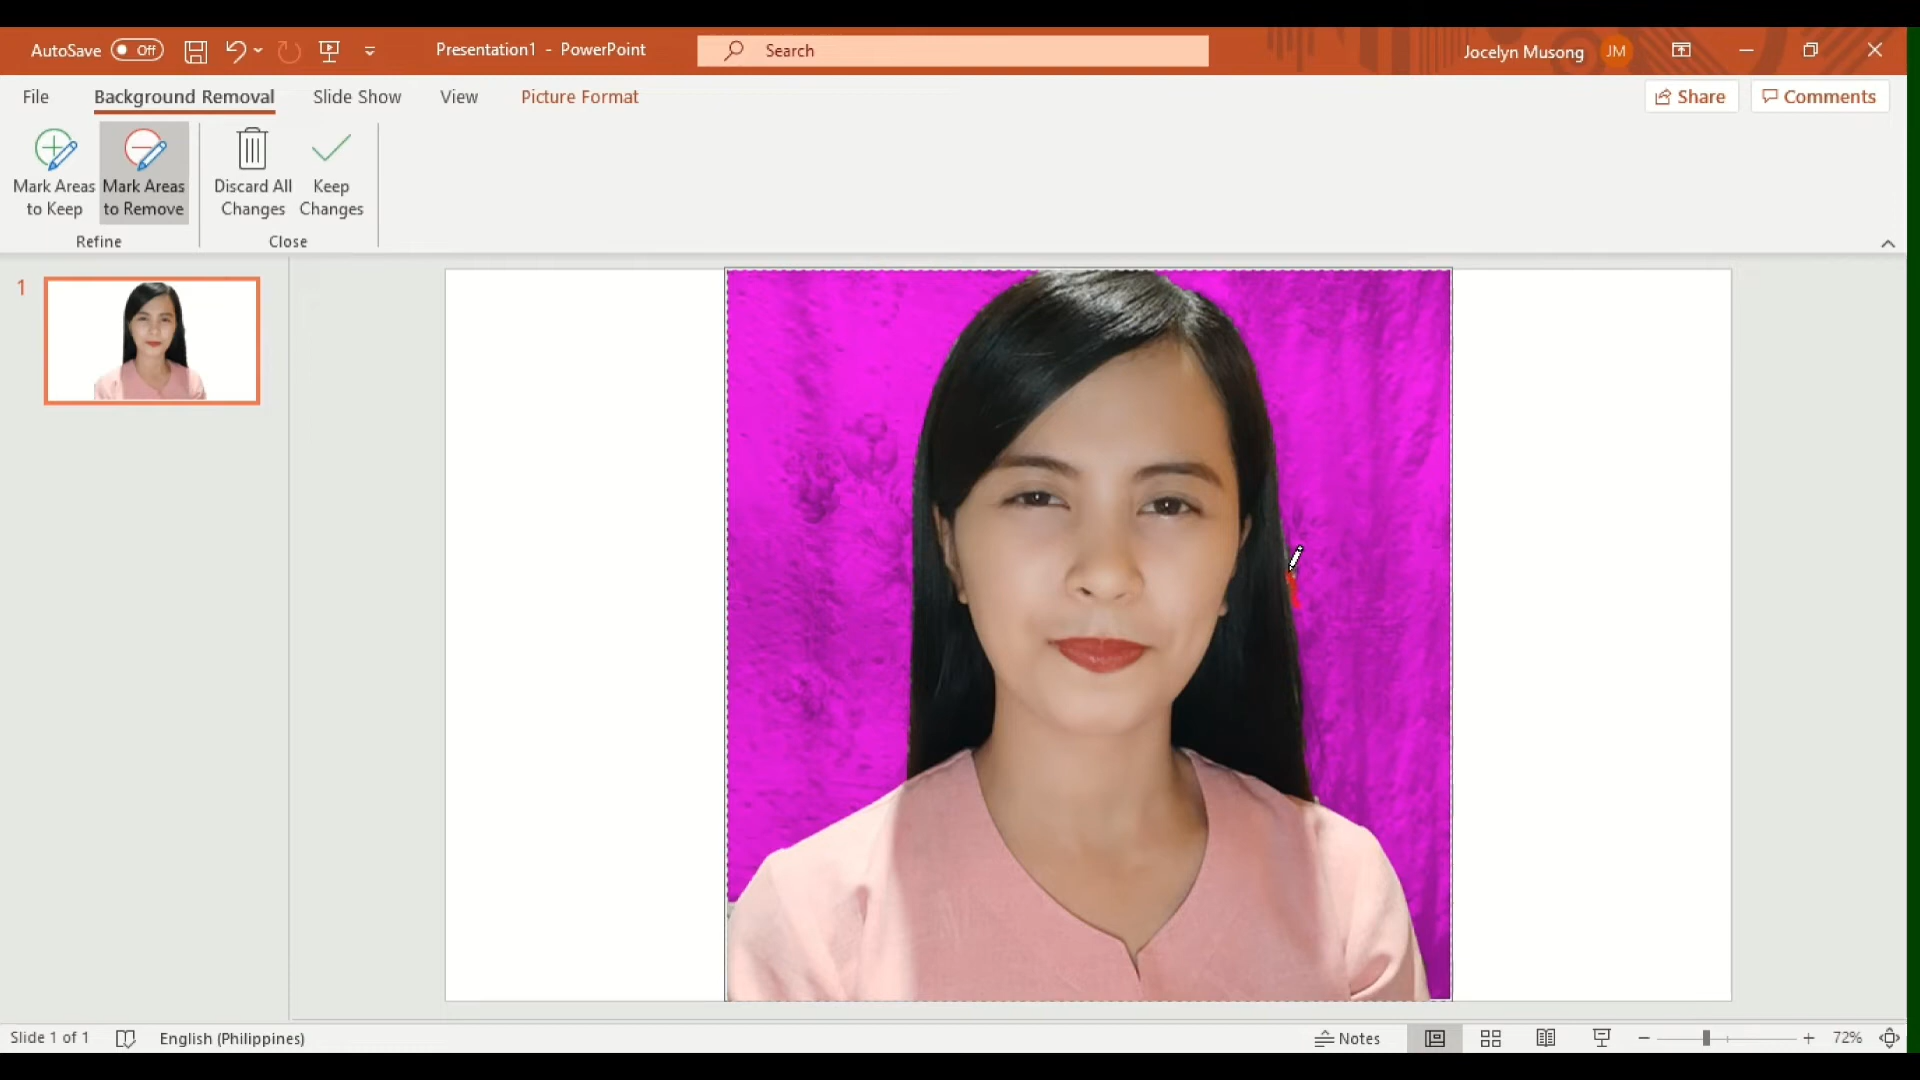 AutoSave Off
Presentation1 - PowerPoint
Search
Jocelyn Musong JM
File Background Removal Slide Show View Picture Format
Share Comments
Mark Areas to Keep
Mark Areas to Remove
Discard All Changes
Keep Changes
Refine
Close
1
Slide 1 of 1
English (Philippines)
Notes
72%